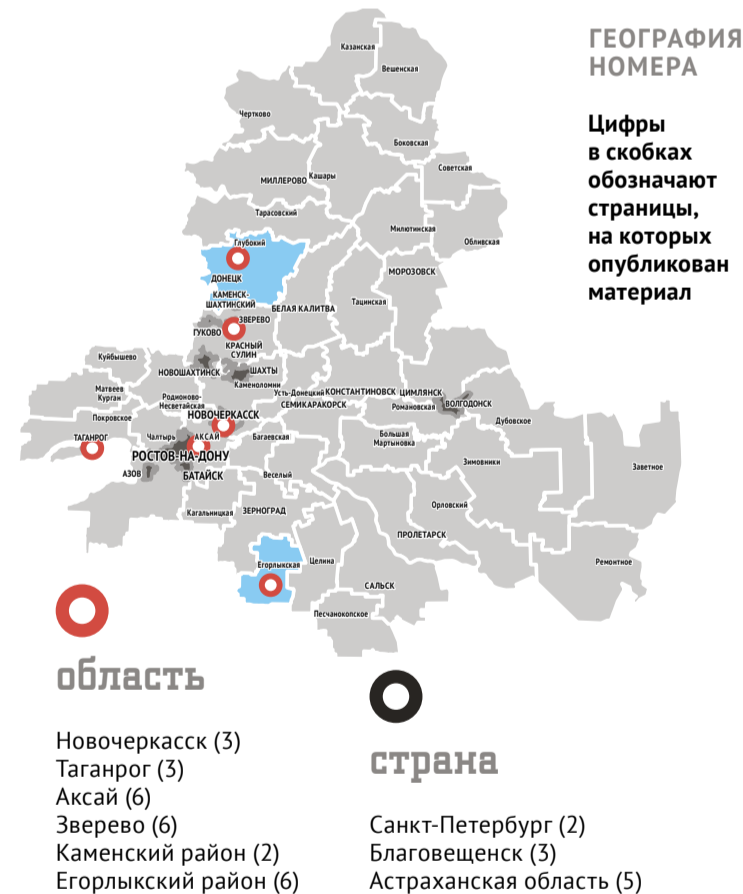 ГЕОГРАФИЯ
НОМЕРА
Цифры
в скобках
обозначают
страницы,
на которых
опубликован
материал
Казанская
Вешенская
Чертково
Боковская
Советская
МИЛЛЕРОВО
Кашары
Тарасовский
Милютинская
Обливская
Глубокий
ДОНЕЦК
МОРОЗОВСК
КАМЕНСК-
ШАХТИНСКИЙ
БЕЛАЯ КАЛИТВА
Тацинская
ЗВЕРЕВО
ГУКОВО
КРАСНЫЙ
СУЛИН
Куйбышево
НОВОШАХТИНСК
ШАХТЫ
Каменоломни
Матвеев
Курган
Родионово-
Несветайская
Усть-Донецкий
КОНСТАНТИНОВСК
ЦИМЛЯНСК
СЕМИКАРАКОРСК
Романовская
ВОЛГОДОНСК
Покровское
НОВОЧЕРКАССК
Дубовское
ТАГАНРОГ
Чалтырь
АКСАЙ
Багаевская
Большая
Мартыновка
РОСТОВ-НА-ДОНУ
Зимовники
Заветное
АЗОВ
БАТАЙСК
Веселый
Орловский
Кагальницкая
ЗЕРНОГРАД
ПРОЛЕТАРСК
Егорлыкская
Целина
Ремонтное
САЛЬСК
Песчанокопское
область
Новочеркасск (3)
Таганрог (3)
Аксай (6)
Зверево (6)
Каменский район (2)
Егорлыкский район (6)
страна
Санкт-Петербург (2)
Благовещенск (3)
Астраханская область (5)